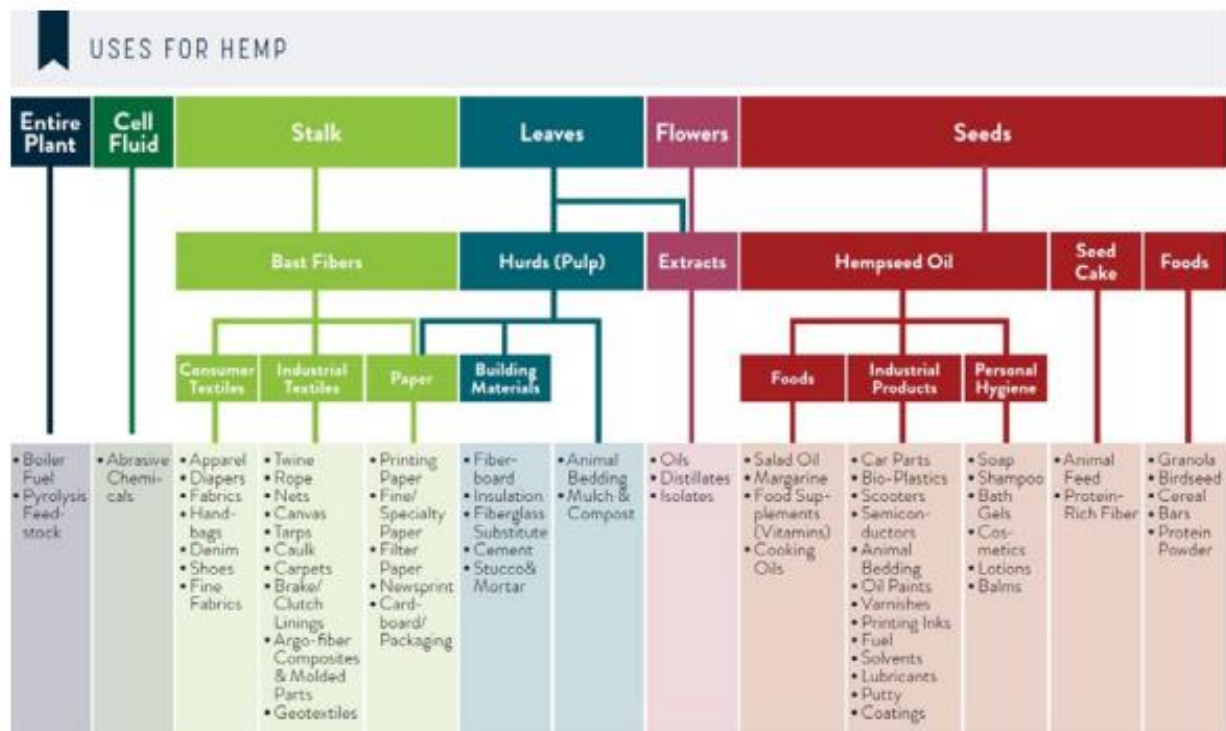 USES FOR HEMP
Entire
Plant
Cell
Fluid
Stalk
Leaves
Flowers
Seeds
Bast Fibers
Hurds (Pulp)
Extracts
Hempseed Oil
Seed
Cake
Foods
Consumer
Textiles
Industrial
Textiles
Paper
Building
Materials
Foods
Industrial
Products
Personal
Hygiene
• Boiler
Fuel
• Pyrolysis
Feed-
stock
• Abrasive
Chemi-
cals
• Apparel
• Diapers
• Fabrics
• Hand-
bags
• Denim
• Shoes
• Fine
Fabrics
• Twine
• Rope
• Nets
• Canvas
• Tarps
• Caulk
• Carpets
• Brake/
Clutch
Linings
• Argo-fiber
Composites
& Molded
Parts
• Geotextiles
• Printing
Paper
• Fine/
Specialty
Paper
• Filter
Paper
• Newsprint
• Card-
board/
Packaging
• Fiber-
board
• Insulation
• Fiberglass
Substitute
• Cement
• Stucco&
Mortar
• Animal
Bedding
• Mulch &
Compost
• Oils
• Distillates
• Isolates
• Salad Oil
• Margarine
• Food Sup-
plements
(Vitamins)
• Cooking
Oils
• Car Parts
• Bio-Plastics
• Scooters
• Semicon-
ductors
• Animal
Bedding
• Oil Paints
• Varnishes
• Printing Inks
• Fuel
• Solvents
• Lubricants
• Putty
• Coatings
• Soap
• Shampoo
• Bath
Gels
• Cos-
metics
• Lotions
• Balms
• Animal
Feed
• Protein-
Rich Fiber
• Granola
• Birdseed
• Cereal
• Bars
• Protein
Powder